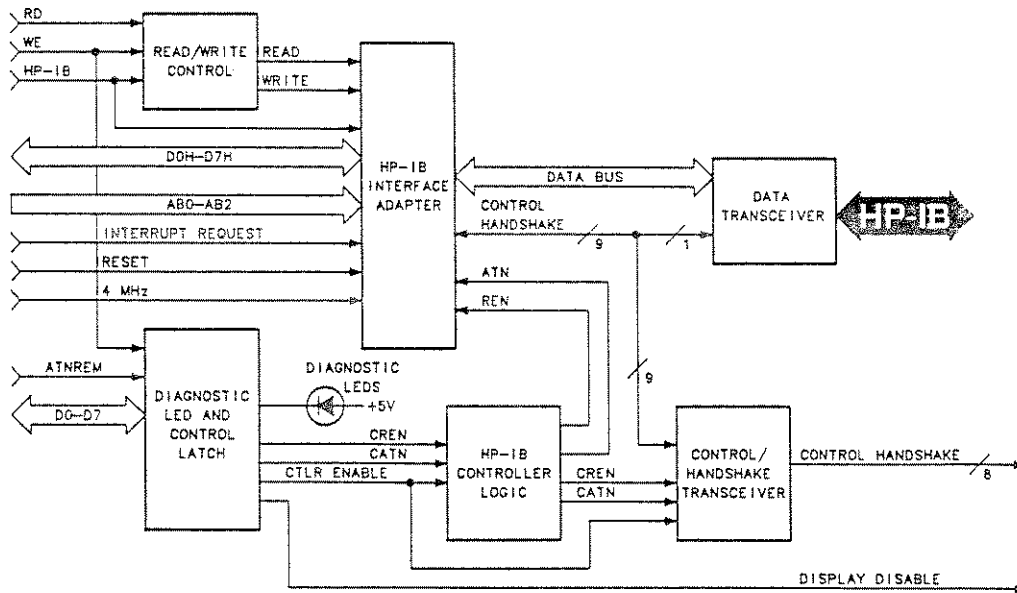 RD
WE
HP-IB
READ/WRITE
CONTROL
READ
WRITE
D0H-D7H
AB0-AB2
INTERRUPT REQUEST
RESET
4 MHz
HP-IB
INTERFACE
ADAPTER
DATA BUS
CONTROL
HANDSHAKE
9
1
DATA
TRANSCEIVER
HP-IB
ATN
REN
9
ATNREM
D0-D7
DIAGNOSTIC
LED AND
CONTROL
LATCH
DIAGNOSTIC
LEDS
+5V
CREN
CATN
CTLR ENABLE
HP-IB
CONTROLLER
LOGIC
CREN
CATN
CONTROL/
HANDSHAKE
TRANSCEIVER
CONTROL HANDSHAKE
8
DISPLAY DISABLE